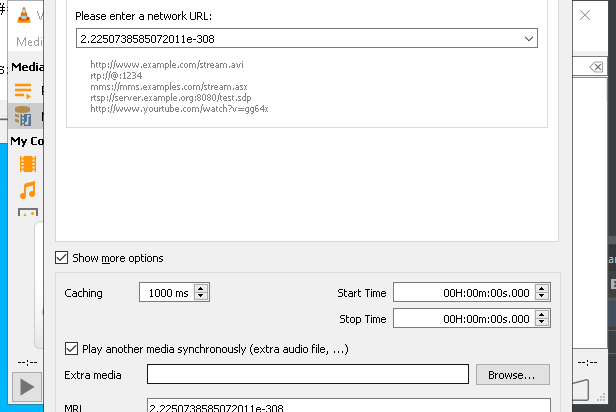 Please enter a network URL:
2.2250738585072011e-308
http://www.example.com/stream.avi
rtp://@:1234
mms://mms.examples.com/stream.asx
rtsp://server.example.org:8080/test.sdp
http://www.yourtube.com/watch?v=gg64x
Medi
Media
My Co
Show more options
Caching
1000 ms
Start Time
00H:00m:00s.000
Stop Time
00H:00m:00s.000
Play another media synchronously (extra audio file, ...)
Extra media
Browse...
--:--
--:--
MRL
2.2250738585072011e-308